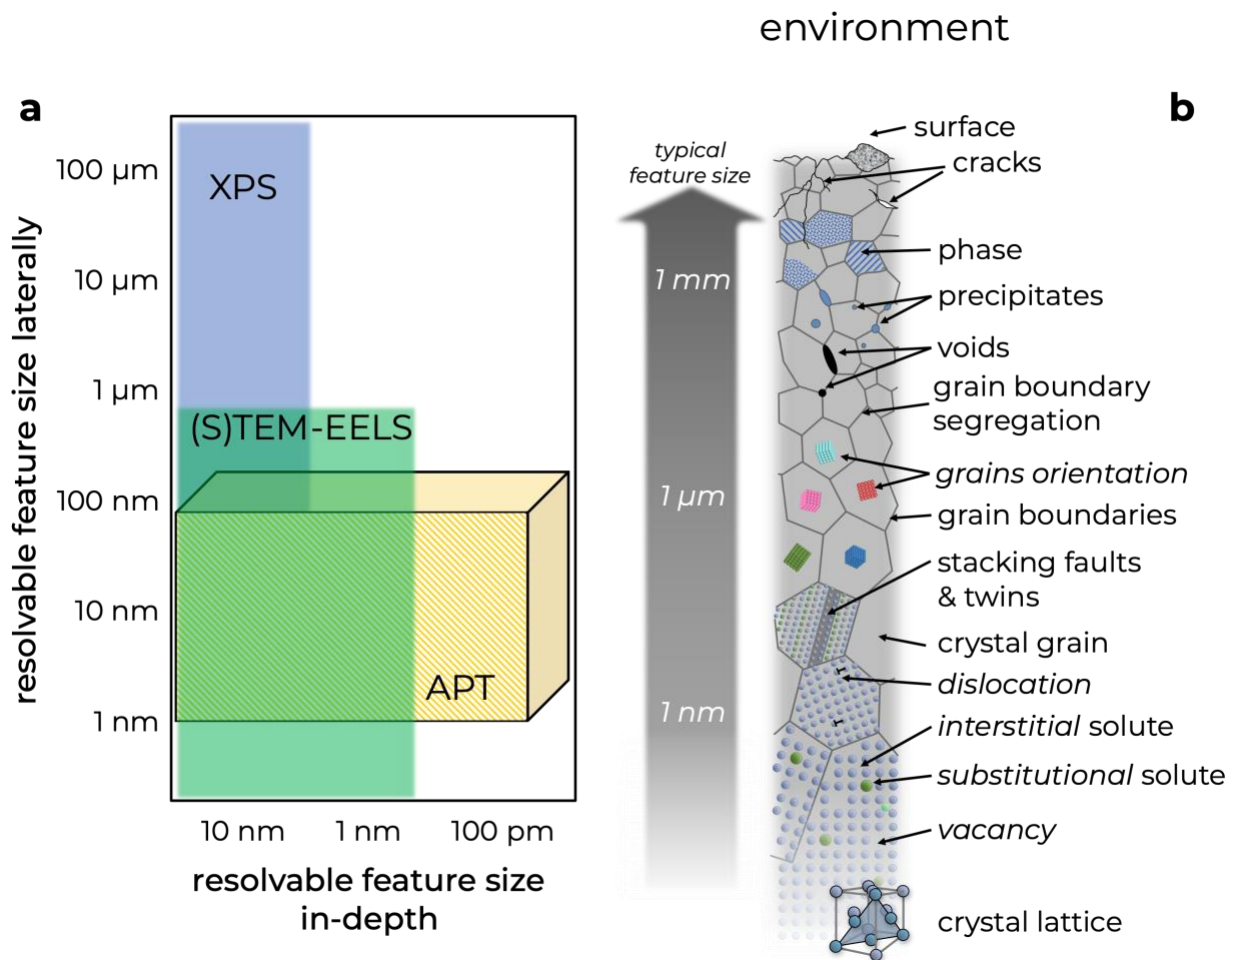 environment
a
100 µm
10 µm
1 µm
100 nm
10 nm
1 nm
resolvable feature size laterally
XPS
(S)TEM-EELS
APT
10 nm
1 nm
100 pm
resolvable feature size
in-depth
b
typical
feature size
1 mm
1 µm
1 nm
surface
cracks
phase
precipitates
voids
grain boundary
segregation
grains orientation
grain boundaries
stacking faults
& twins
crystal grain
dislocation
interstitial solute
substitutional solute
vacancy
crystal lattice